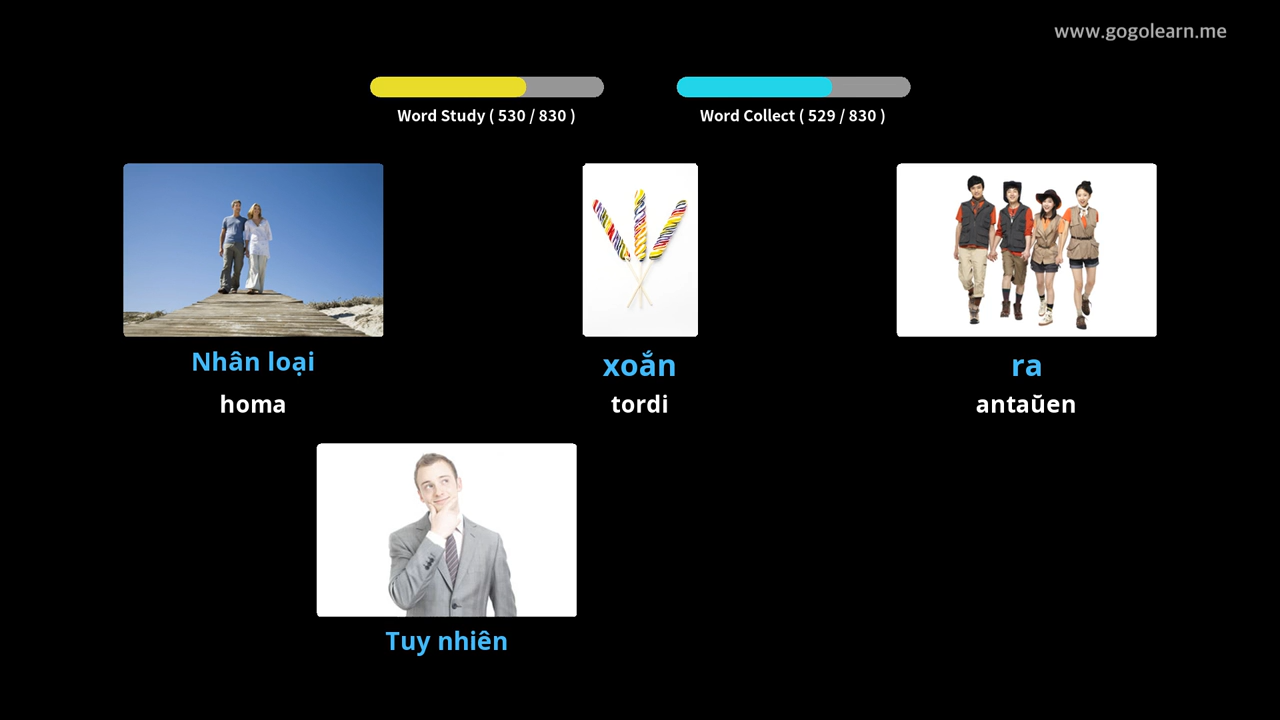 www.gogolearn.me
Word Study ( 530 / 830 )
Word Collect ( 529 / 830 )
Nhân loại
homa
xoắn
tordi
ra
antaŭen
Tuy nhiên